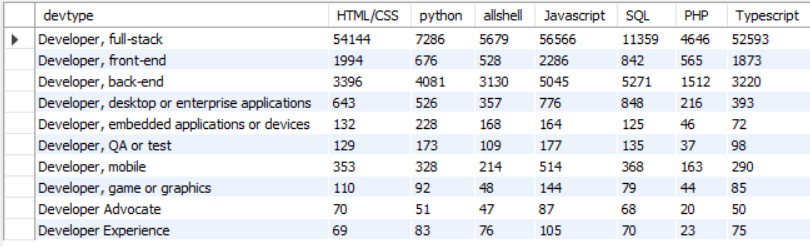 devtype HTML/CSS python allshell Javascript SQL PHP Typescript
Developer, full-stack 54144 7286 5679 56566 11359 4646 52593
Developer, front-end 1994 676 528 2286 842 565 1873
Developer, back-end 3396 4081 3130 5045 5271 1512 3220
Developer, desktop or enterprise applications 643 526 357 776 848 216 393
Developer, embedded applications or devices 132 228 168 164 125 46 72
Developer, QA or test 129 173 109 177 135 37 98
Developer, mobile 353 328 214 514 368 163 290
Developer, game or graphics 110 92 48 144 79 44 85
Developer Advocate 70 51 47 87 68 20 50
Developer Experience 69 83 76 105 70 23 75